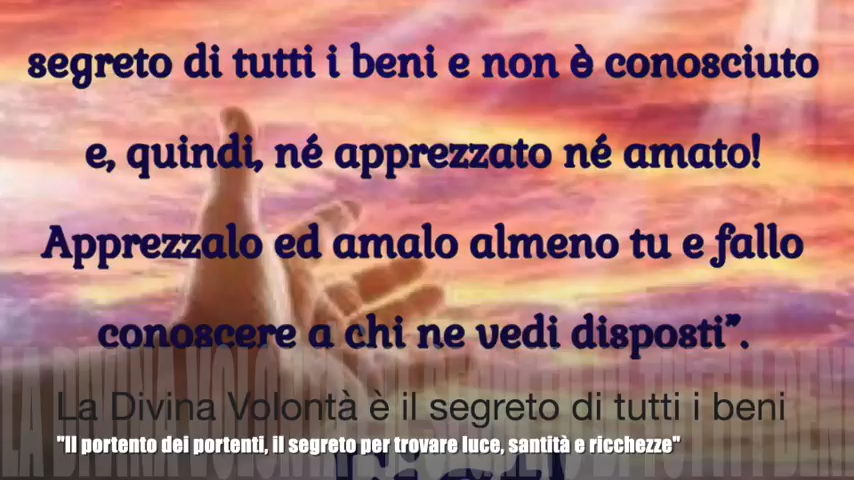 segreto di tutti i beni e non è conosciuto
e, quindi, né apprezzato né amato!
Apprezzalo ed amalo almeno tu e fallo
conoscere a chi ne vedi disposti”.
La Divina Volontà è il segreto di tutti i beni
"Il portento dei portenti, il segreto per trovare luce, santità e ricchezze"